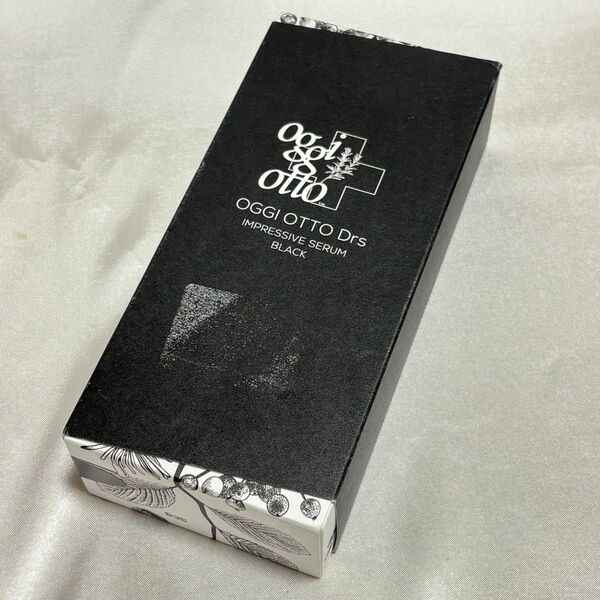 oggi
otto
OGGI OTTO Drs
IMPRESSIVE SERUM
BLACK